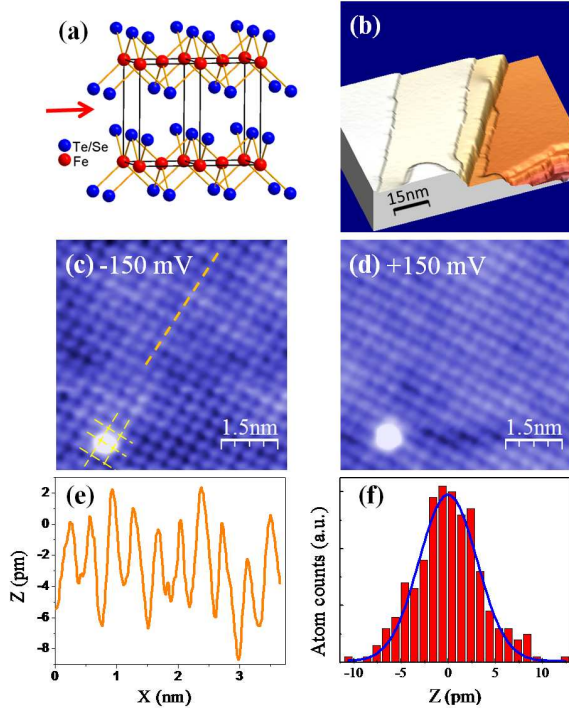 (a)
Te/Se
Fe
(b)
15nm
(c) -150 mV
1.5nm
(d) +150 mV
1.5nm
(e)
2
0
-2
-4
-6
-8
Z (pm)
0
1
2
3
X (nm)
(f)
Atom counts (a.u.)
-10
-5
0
5
10
Z (pm)